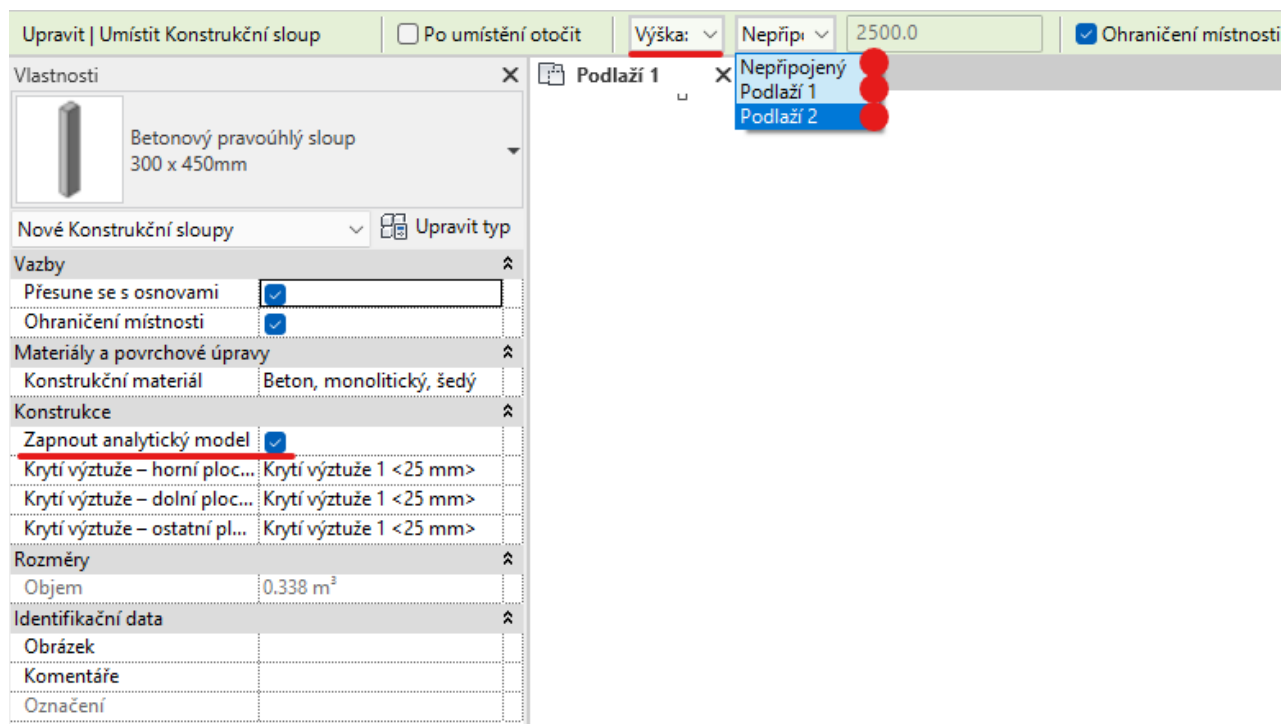 Upravit | Umístit Konstrukční sloup Po umístění otočit Výška: Nepřipo 2500.0 Ohraničení místnosti
Vlastnosti
Podlaží 1
Nepřipojený
Podlaží 1
Podlaží 2
Betonový pravoúhlý sloup
300 x 450mm
Nové Konstrukční sloupy Upravit typ
Vazby
Přesune se s osnovami
Ohraničení místnosti
Materiály a povrchové úpravy
Konstrukční materiál Beton, monolitický, šedý
Konstrukce
Zapnout analytický model
Krytí výztuže – horní ploc... Krytí výztuže 1 <25 mm>
Krytí výztuže – dolní ploc... Krytí výztuže 1 <25 mm>
Krytí výztuže – ostatní pl... Krytí výztuže 1 <25 mm>
Rozměry
Objem 0.338 m³
Identifikační data
Obrázek
Komentáře
Označení